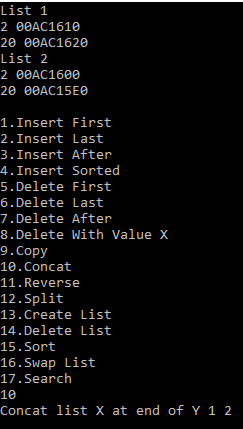 List 1
2 00AC1610
20 00AC1620
List 2
2 00AC1600
20 00AC15E0
1.Insert First
2.Insert Last
3.Insert After
4.Insert Sorted
5.Delete First
6.Delete Last
7.Delete After
8.Delete With Value X
9.Copy
10.Concat
11.Reverse
12.Split
13.Create List
14.Delete List
15.Sort
16.Swap List
17.Search
10
Concat list X at end of Y 1 2